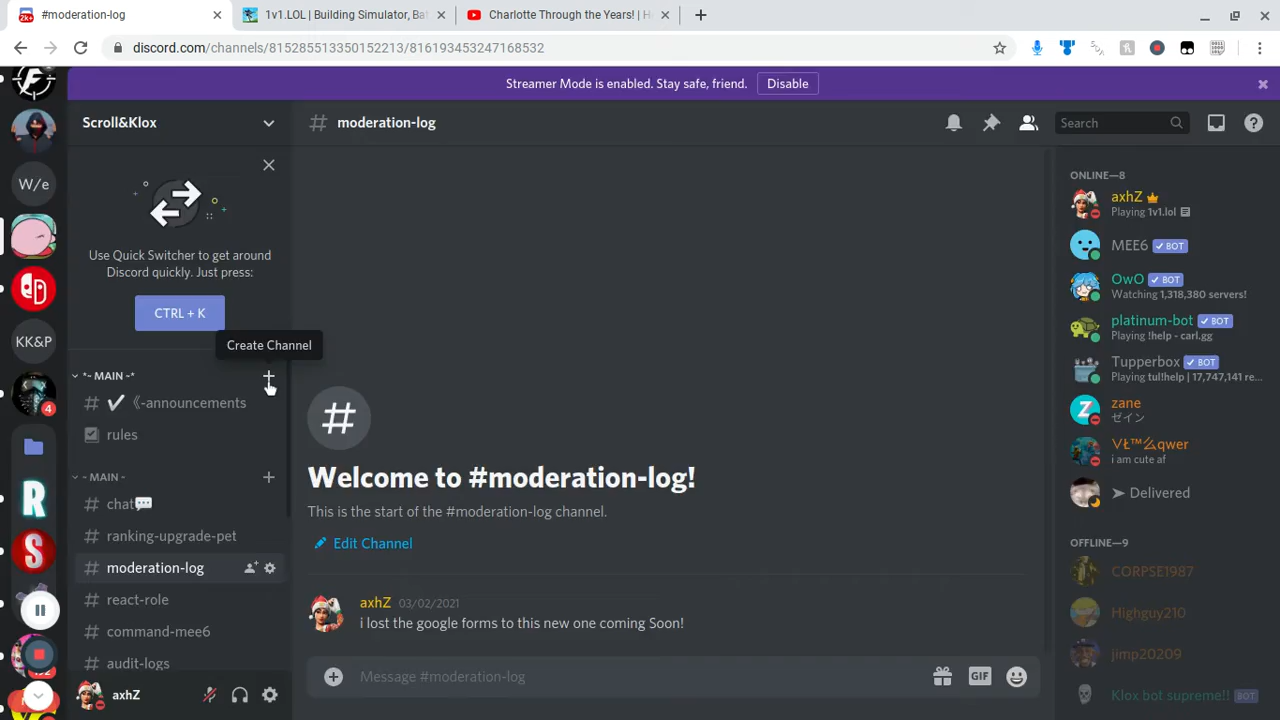 #moderation-log
1v1.LOL | Building Simulator, Bat
Charlotte Through the Years! | H
discord.com/channels/815285513350152213/816193453247168532
Streamer Mode is enabled. Stay safe, friend.
Disable
Scroll&Klox
moderation-log
Search
W/e
KK&P
4
Use Quick Switcher to get around
Discord quickly. Just press:
CTRL + K
Create Channel
*- MAIN -*
✔️《-announcements
rules
- MAIN -
chat💬
ranking-upgrade-pet
moderation-log
react-role
command-mee6
audit-logs
axhZ
Welcome to #moderation-log!
This is the start of the #moderation-log channel.
Edit Channel
axhZ 03/02/2021
i lost the google forms to this new one coming Soon!
Message #moderation-log
GIF
ONLINE—8
axhZ
Playing 1v1.lol
MEE6 ✔BOT
OwO ✔BOT
Watching 1,318,380 servers!
platinum-bot ✔BOT
Playing !help - carl.gg
Tupperbox ✔BOT
Playing tul!help | 17,747,141 re...
zane
ゼイン
qwer
i am cute af
➤ Delivered
OFFLINE—9
CORPSE1987
Highguy210
jimp20209
Klox bot supreme!! BOT